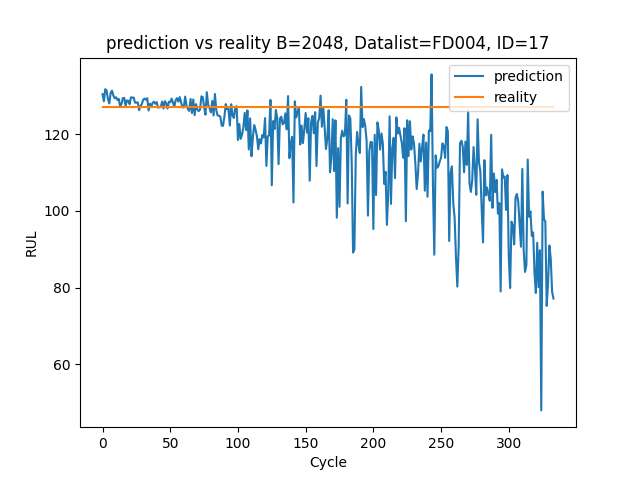 prediction vs reality B=2048, Datalist=FD004, ID=17
prediction
reality
120
100
80
60
RUL
0 50 100 150 200 250 300
Cycle